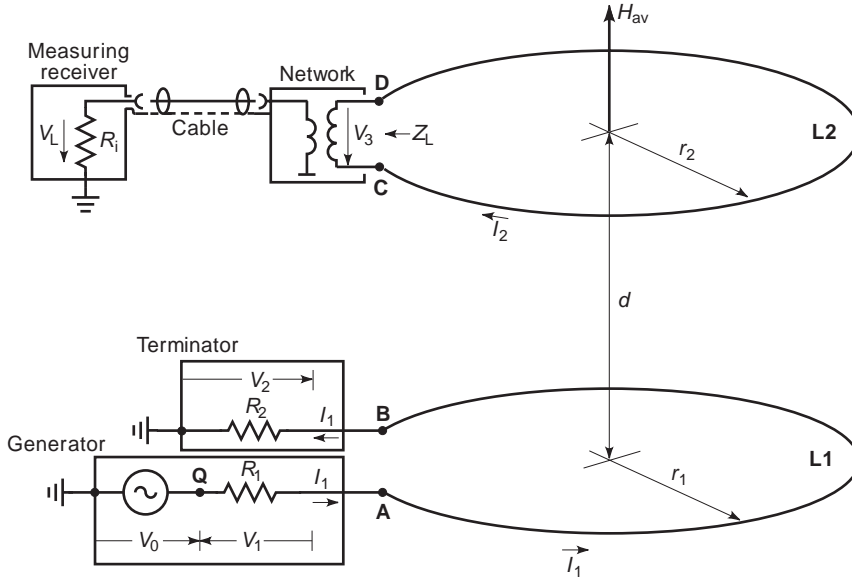 H_av
Measuring
receiver
Network
D
V_L
R_i
Cable
V_3
Z_L
L2
r_2
C
I_2
d
Terminator
V_2
R_2
I_1
B
Generator
Q
R_1
I_1
A
L1
r_1
V_0
V_1
I_1